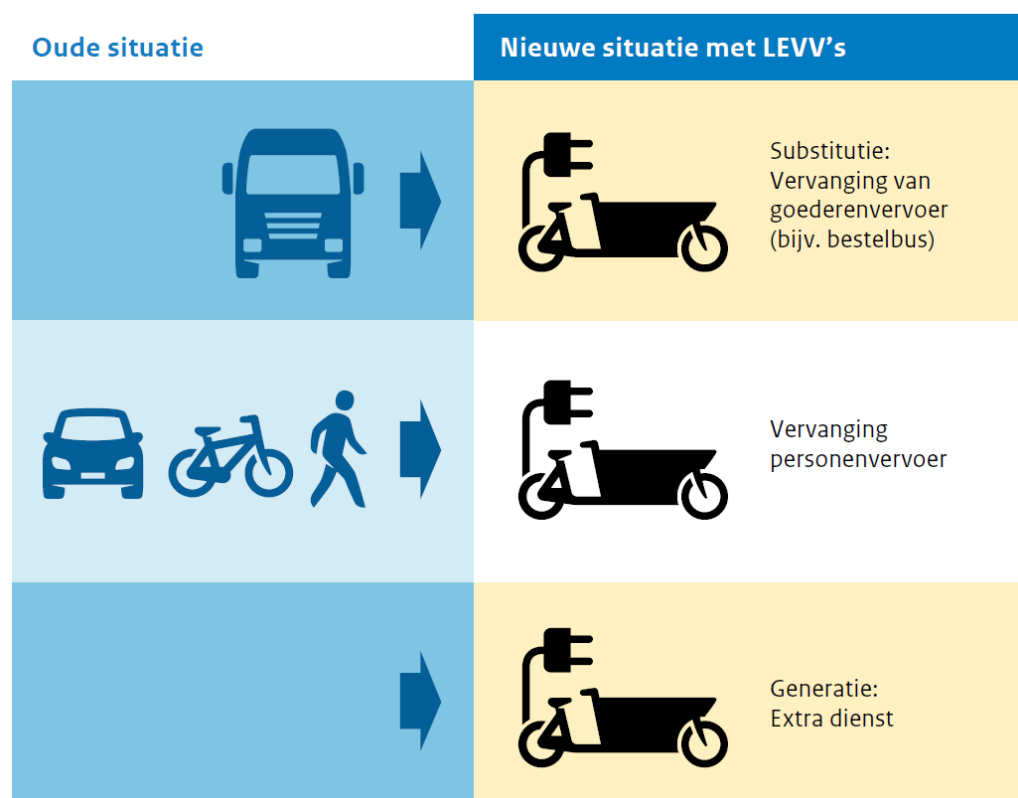 Oude situatie
Nieuwe situatie met LEVV's
Substitutie:
Vervanging van
goederenvervoer
(bijv. bestelbus)
Vervanging
personenvervoer
Generatie:
Extra dienst